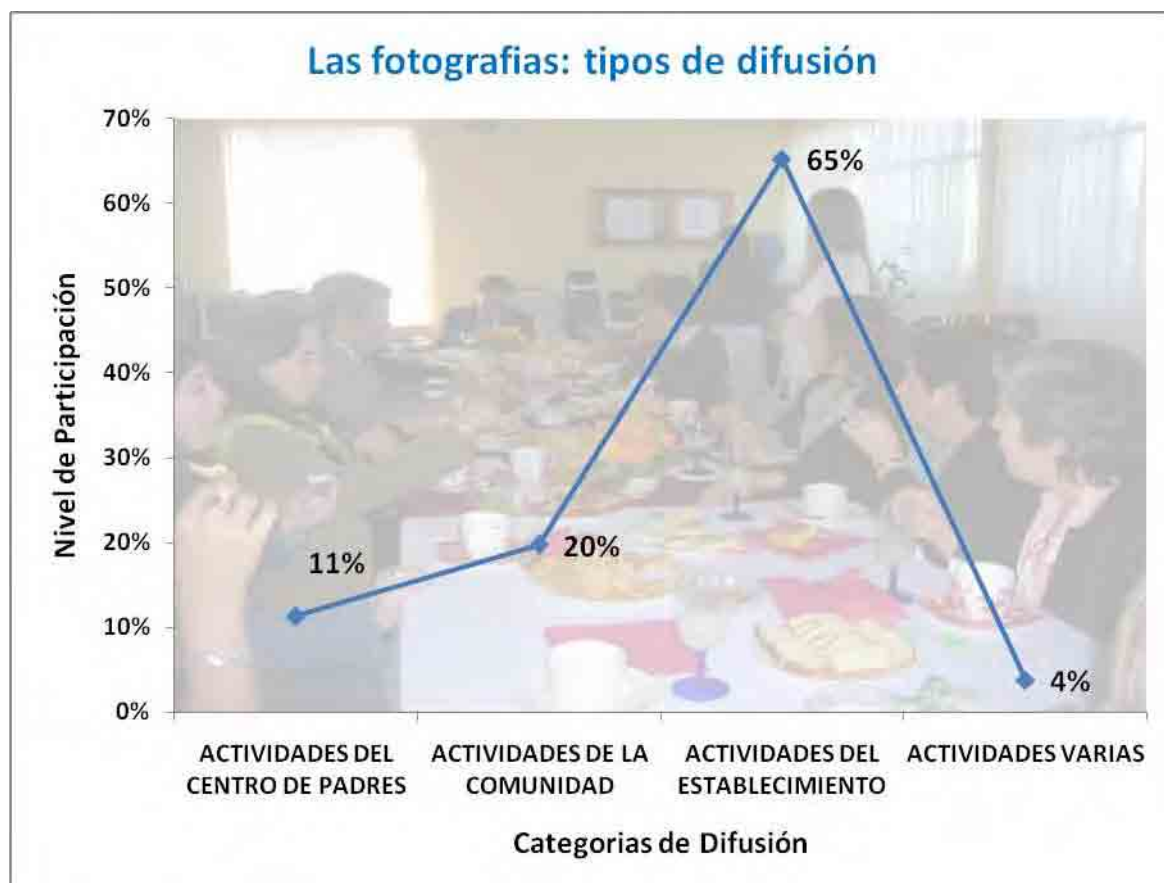 Las fotografias: tipos de difusión
70%
60%
50%
40%
30%
20%
10%
0%
Nivel de Participación
11%
20%
65%
4%
ACTIVIDADES DEL
CENTRO DE PADRES
ACTIVIDADES DE LA
COMUNIDAD
ACTIVIDADES DEL
ESTABLECIMIENTO
ACTIVIDADES VARIAS
Categorias de Difusión